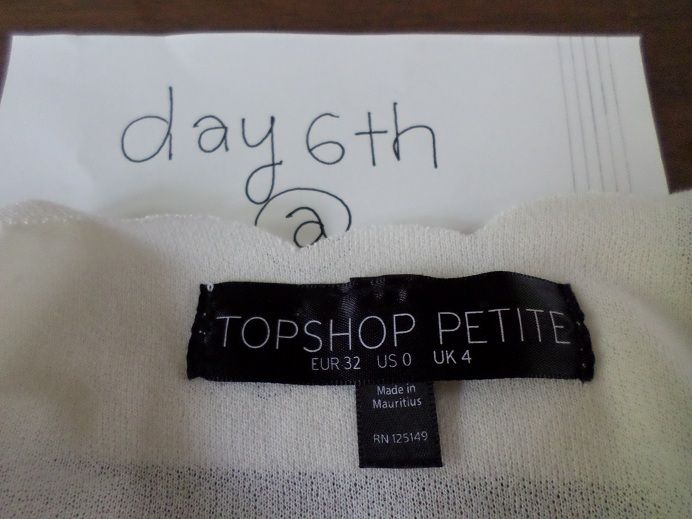 day 6th
a
TOPSHOP PETITE
EUR 32 US 0 UK 4
Made in
Mauritius
RN 125149